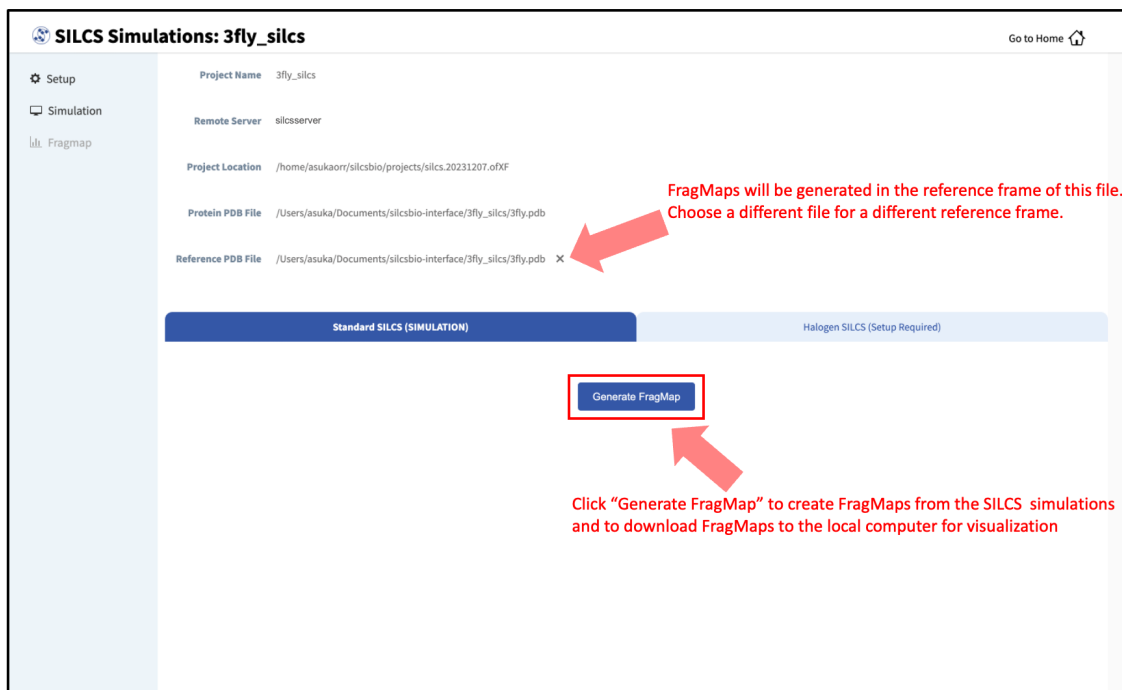 SILCS Simulations: 3fly_silcs
Go to Home
Setup
Simulation
Fragmap
Project Name 3fly_silcs
Remote Server silcsserver
Project Location /home/asukaorr/silcsbio/projects/silcs.20231207.ofXF
Protein PDB File /Users/asuka/Documents/silcsbio-interface/3fly_silcs/3fly.pdb
Reference PDB File /Users/asuka/Documents/silcsbio-interface/3fly_silcs/3fly.pdb ×
FragMaps will be generated in the reference frame of this file.
Choose a different file for a different reference frame.
Standard SILCS (SIMULATION)
Halogen SILCS (Setup Required)
Generate FragMap
Click “Generate FragMap” to create FragMaps from the SILCS simulations
and to download FragMaps to the local computer for visualization